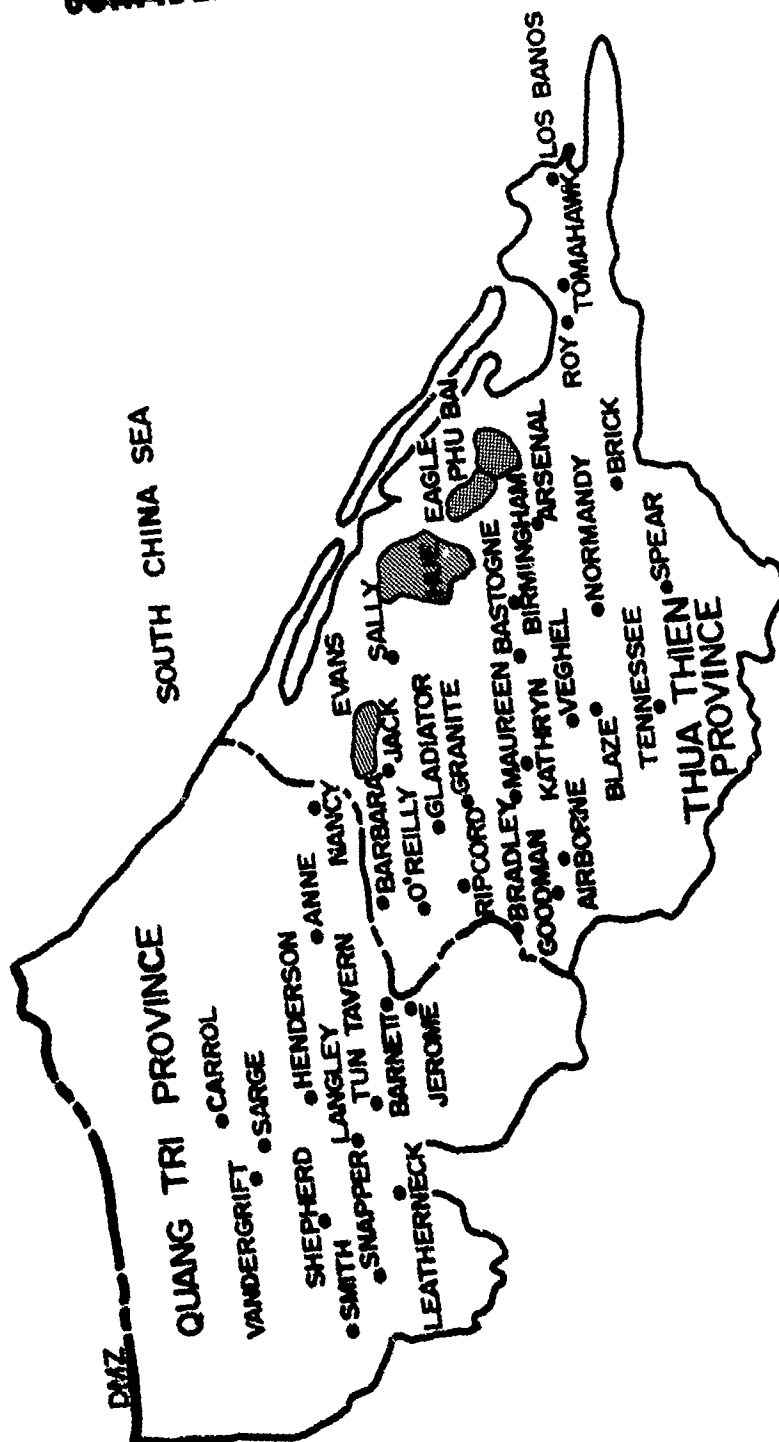 DMZ
QUANG TRI PROVINCE
SOUTH CHINA SEA
CARROL
VANDERGRIFT
SARGE
SHEPHERD
HENDERSON
ANNE
NANCY
SMITH
LANGLEY
SNAPPER
TUN TAVERN
BARNETT
JEROME
LEATHERNECK
EVANS
SALLY
BARBARA
JACK
O'REILLY
GLADIATOR
GRANITE
HUE
EAGLE
PHU BAI
RIPCORD
BRADLEY
MAUREEN
BASTOGNE
BIRMINGHAM
ARSENAL
GOODMAN
KATHRYN
VEGHEL
AIRBORNE
BLAZE
NORMANDY
BRICK
TENNESSEE
SPEAR
ROY
TOMAHAWK
LOS BANOS
THUA THIEN
PROVINCE